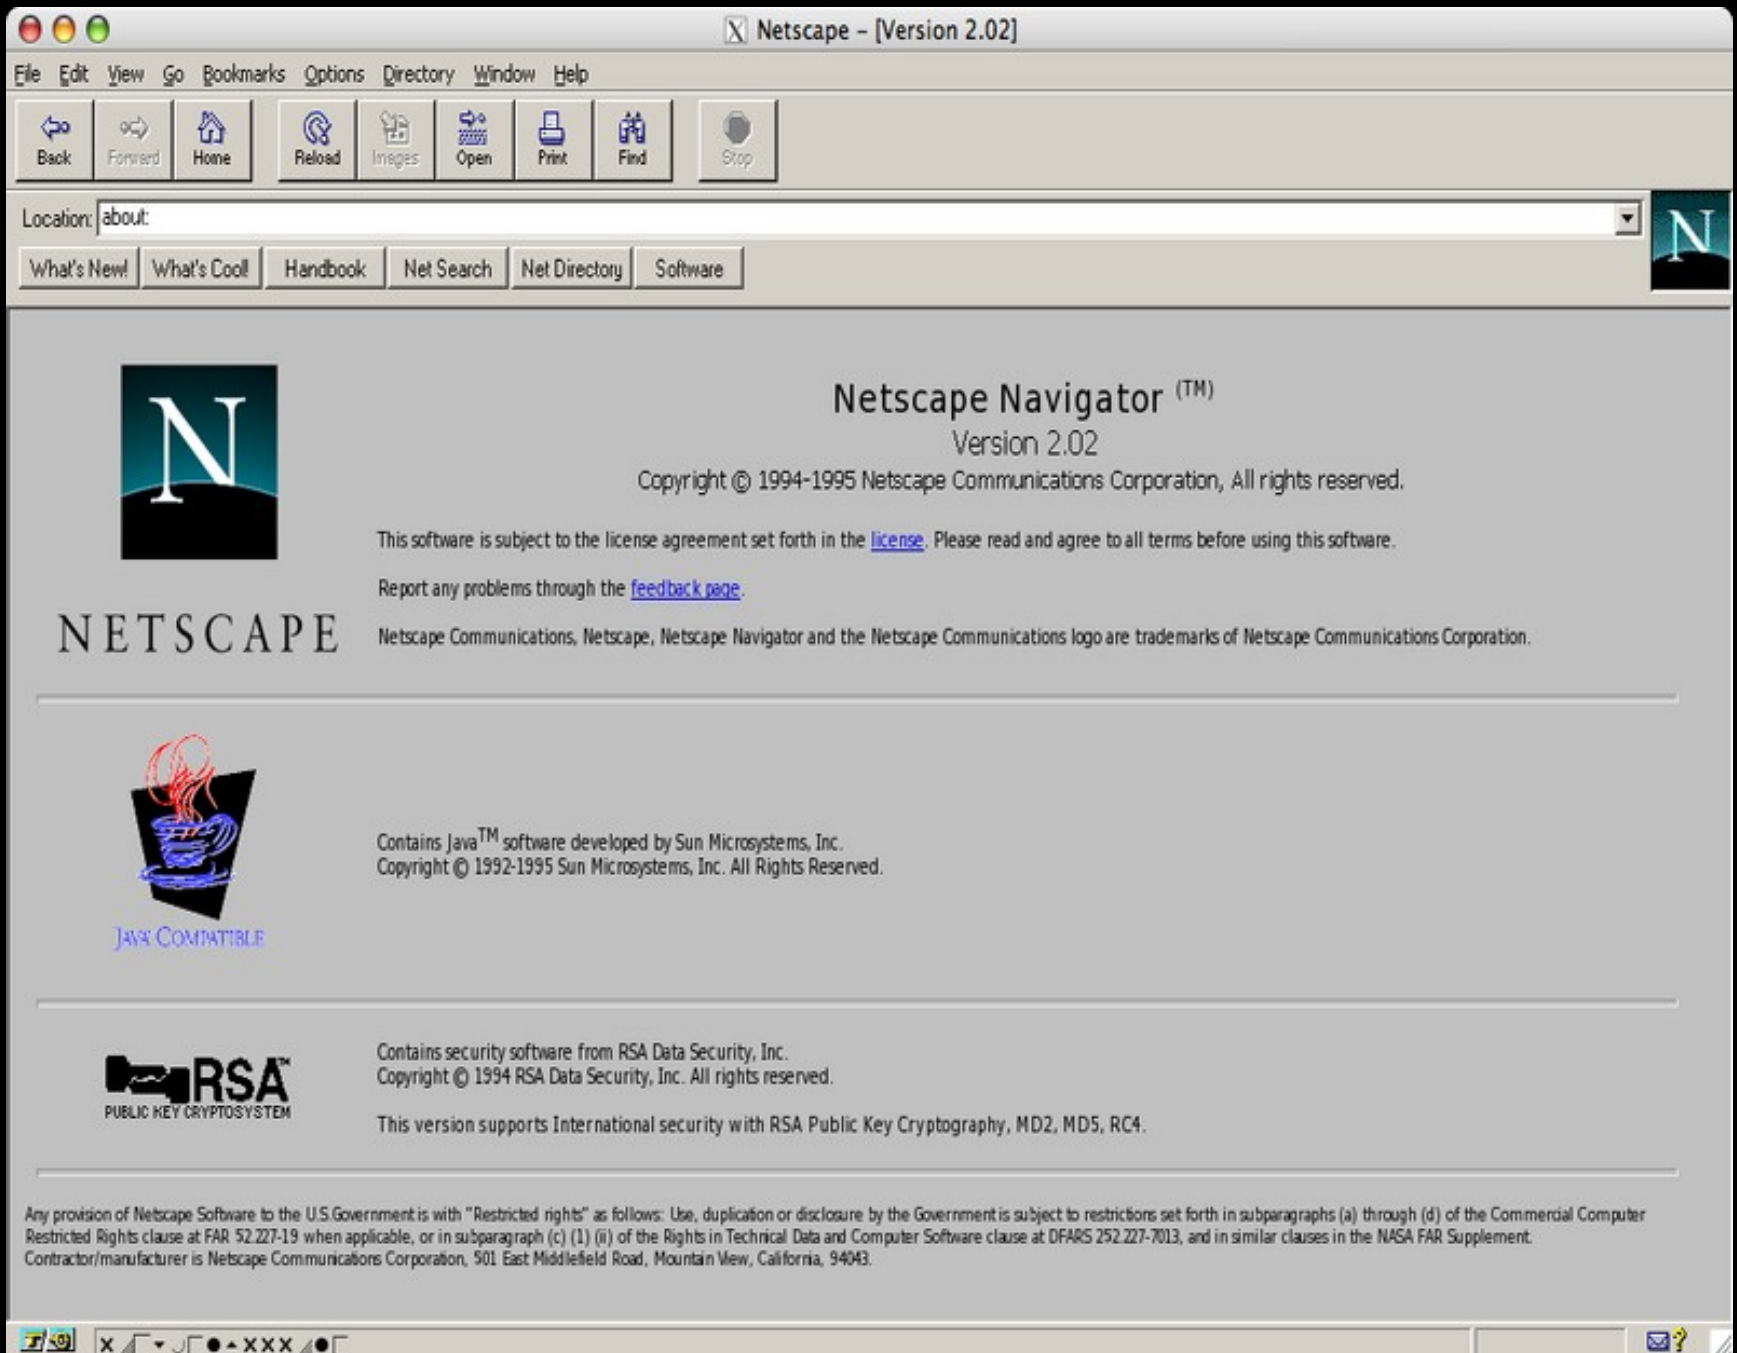 X Netscape – [Version 2.02]
File Edit View Go Bookmarks Options Directory Window Help
Back Forward Home Reload Images Open Print Find Stop
Location: about:
N
What's New! What's Cool! Handbook Net Search Net Directory Software
N
NETSCAPE
Netscape Navigator (TM)
Version 2.02
Copyright © 1994-1995 Netscape Communications Corporation, All rights reserved.
This software is subject to the license agreement set forth in the license. Please read and agree to all terms before using this software.
Report any problems through the feedback page.
Netscape Communications, Netscape, Netscape Navigator and the Netscape Communications logo are trademarks of Netscape Communications Corporation.
JAVA COMPATIBLE
Contains Java™ software developed by Sun Microsystems, Inc.
Copyright © 1992-1995 Sun Microsystems, Inc. All Rights Reserved.
RSA™
PUBLIC KEY CRYPTOSYSTEM
Contains security software from RSA Data Security, Inc.
Copyright © 1994 RSA Data Security, Inc. All rights reserved.
This version supports International security with RSA Public Key Cryptography, MD2, MD5, RC4.
Any provision of Netscape Software to the U.S.Government is with "Restricted rights" as follows: Use, duplication or disclosure by the Government is subject to restrictions set forth in subparagraphs (a) through (d) of the Commercial Computer
Restricted Rights clause at FAR 52.227-19 when applicable, or in subparagraph (c) (1) (ii) of the Rights in Technical Data and Computer Software clause at DFARS 252.227-7013, and in similar clauses in the NASA FAR Supplement.
Contractor/manufacturer is Netscape Communications Corporation, 501 East Middlefield Road, Mountain View, California, 94043.